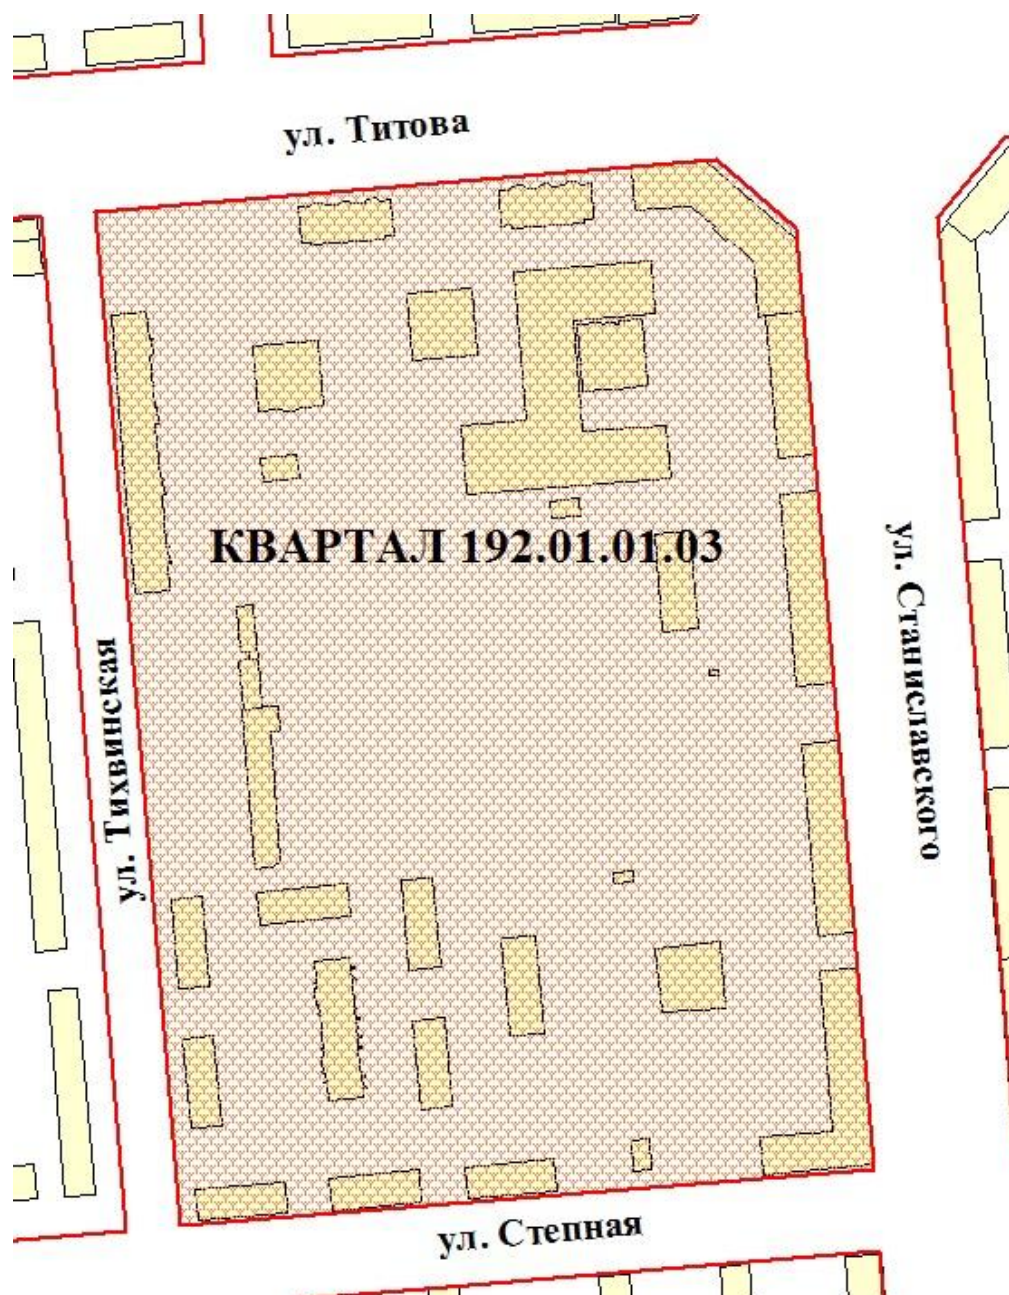 ул. Титова
КВАРТАЛ 192.01.01.03
ул. Станиславского
ул. Тихвинская
ул. Степная